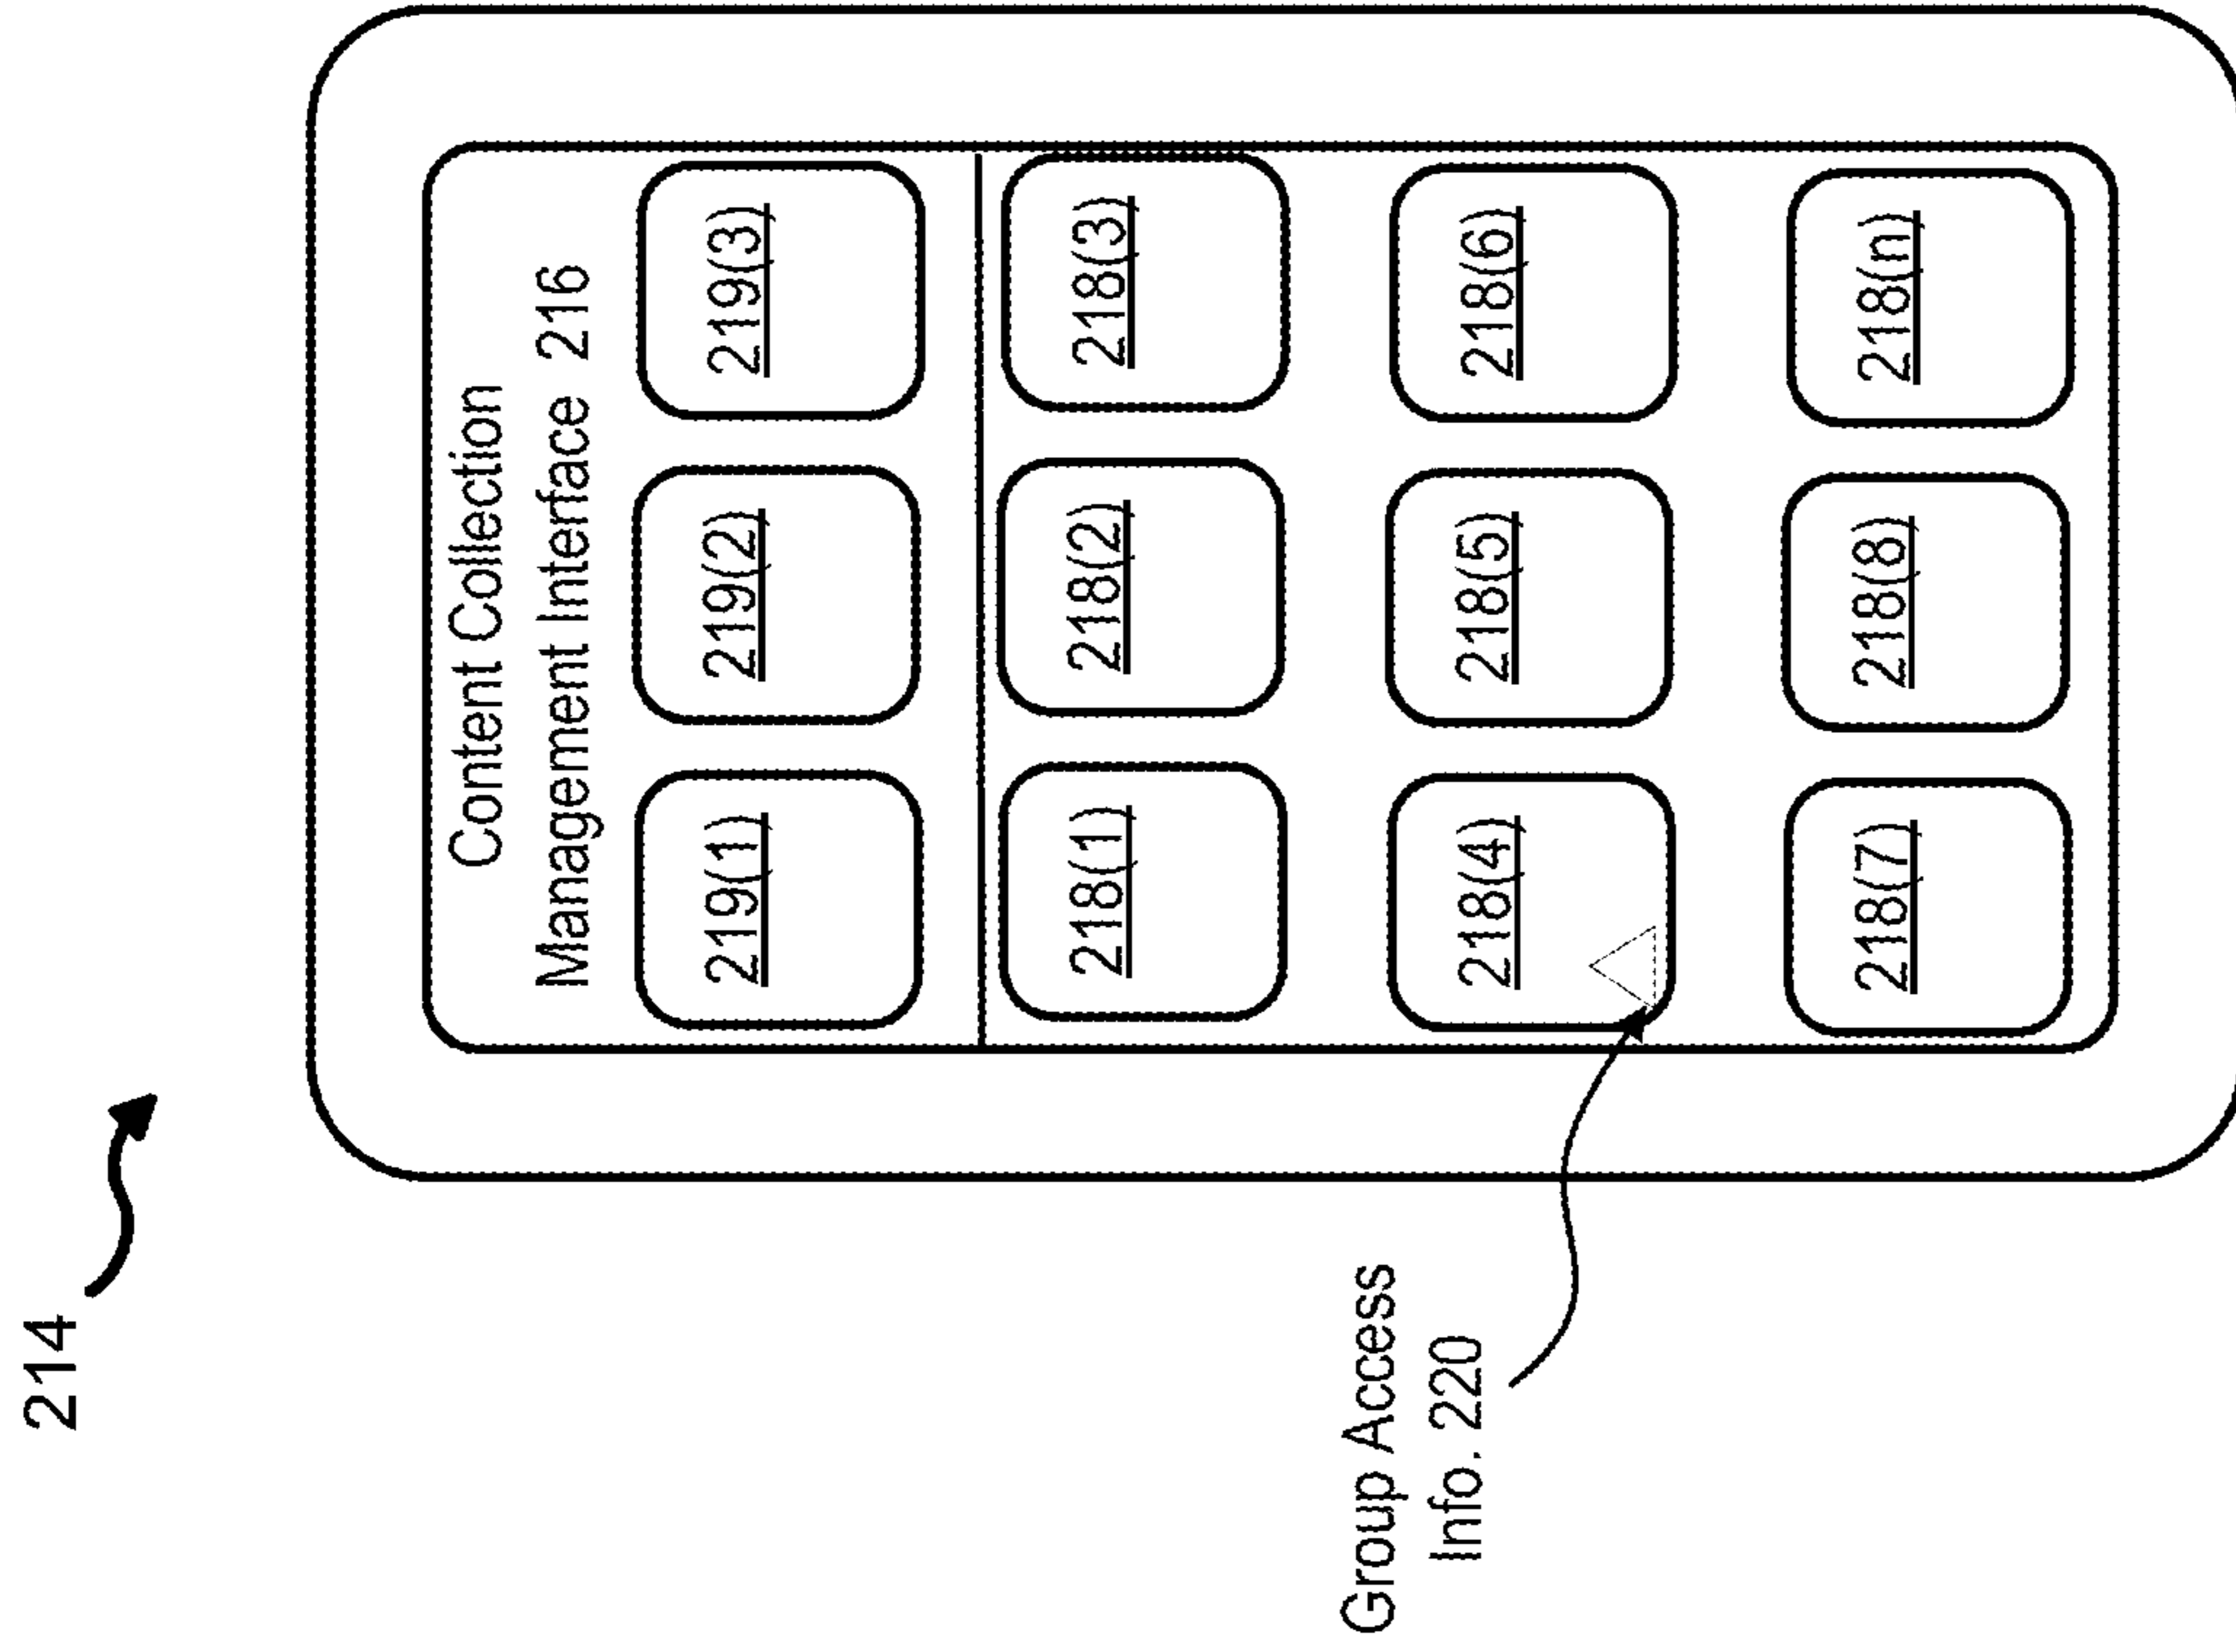 214
Content Collection
Management Interface 216
219(1) 219(2) 219(3)
218(1) 218(2) 218(3)
218(4) 218(5) 218(6)
218(7) 218(8) 218(n)
Group Access
Info. 220